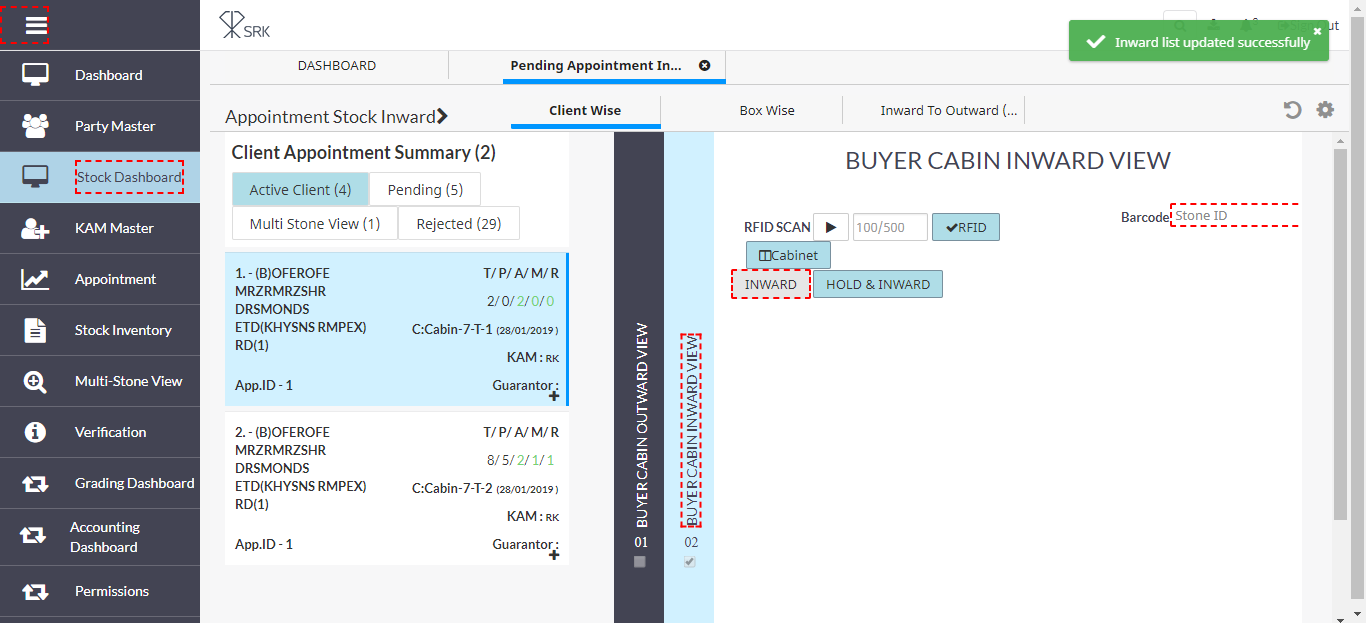 SRK
Inward list updated successfully
Dashboard
Party Master
Stock Dashboard
KAM Master
Appointment
Stock Inventory
Multi-Stone View
Verification
Grading Dashboard
Accounting
Dashboard
Permissions
DASHBOARD
Pending Appointment In...
Appointment Stock Inward
Client Wise
Box Wise
Inward To Outward (...
Client Appointment Summary (2)
Active Client (4)
Pending (5)
Multi Stone View (1)
Rejected (29)
1. - (B)OFEROFE
MRZRMRZSHR
DRSMONDS
ETD(KHYSNS RMPEX)
RD(1)
T/ P/ A/ M/ R
2/ 0/ 2/ 0/ 0
C:Cabin-7-T-1 (28/01/2019 )
KAM : RK
App.ID - 1
Guarantor :
2. - (B)OFEROFE
MRZRMRZSHR
DRSMONDS
ETD(KHYSNS RMPEX)
RD(1)
T/ P/ A/ M/ R
8/ 5/ 2/ 1/ 1
C:Cabin-7-T-2 (28/01/2019 )
KAM : RK
App.ID - 1
Guarantor :
BUYER CABIN OUTWARD VIEW
01
BUYER CABIN INWARD VIEW
02
BUYER CABIN INWARD VIEW
RFID SCAN
100/500
RFID
Barcode
Stone ID
Cabinet
INWARD
HOLD & INWARD